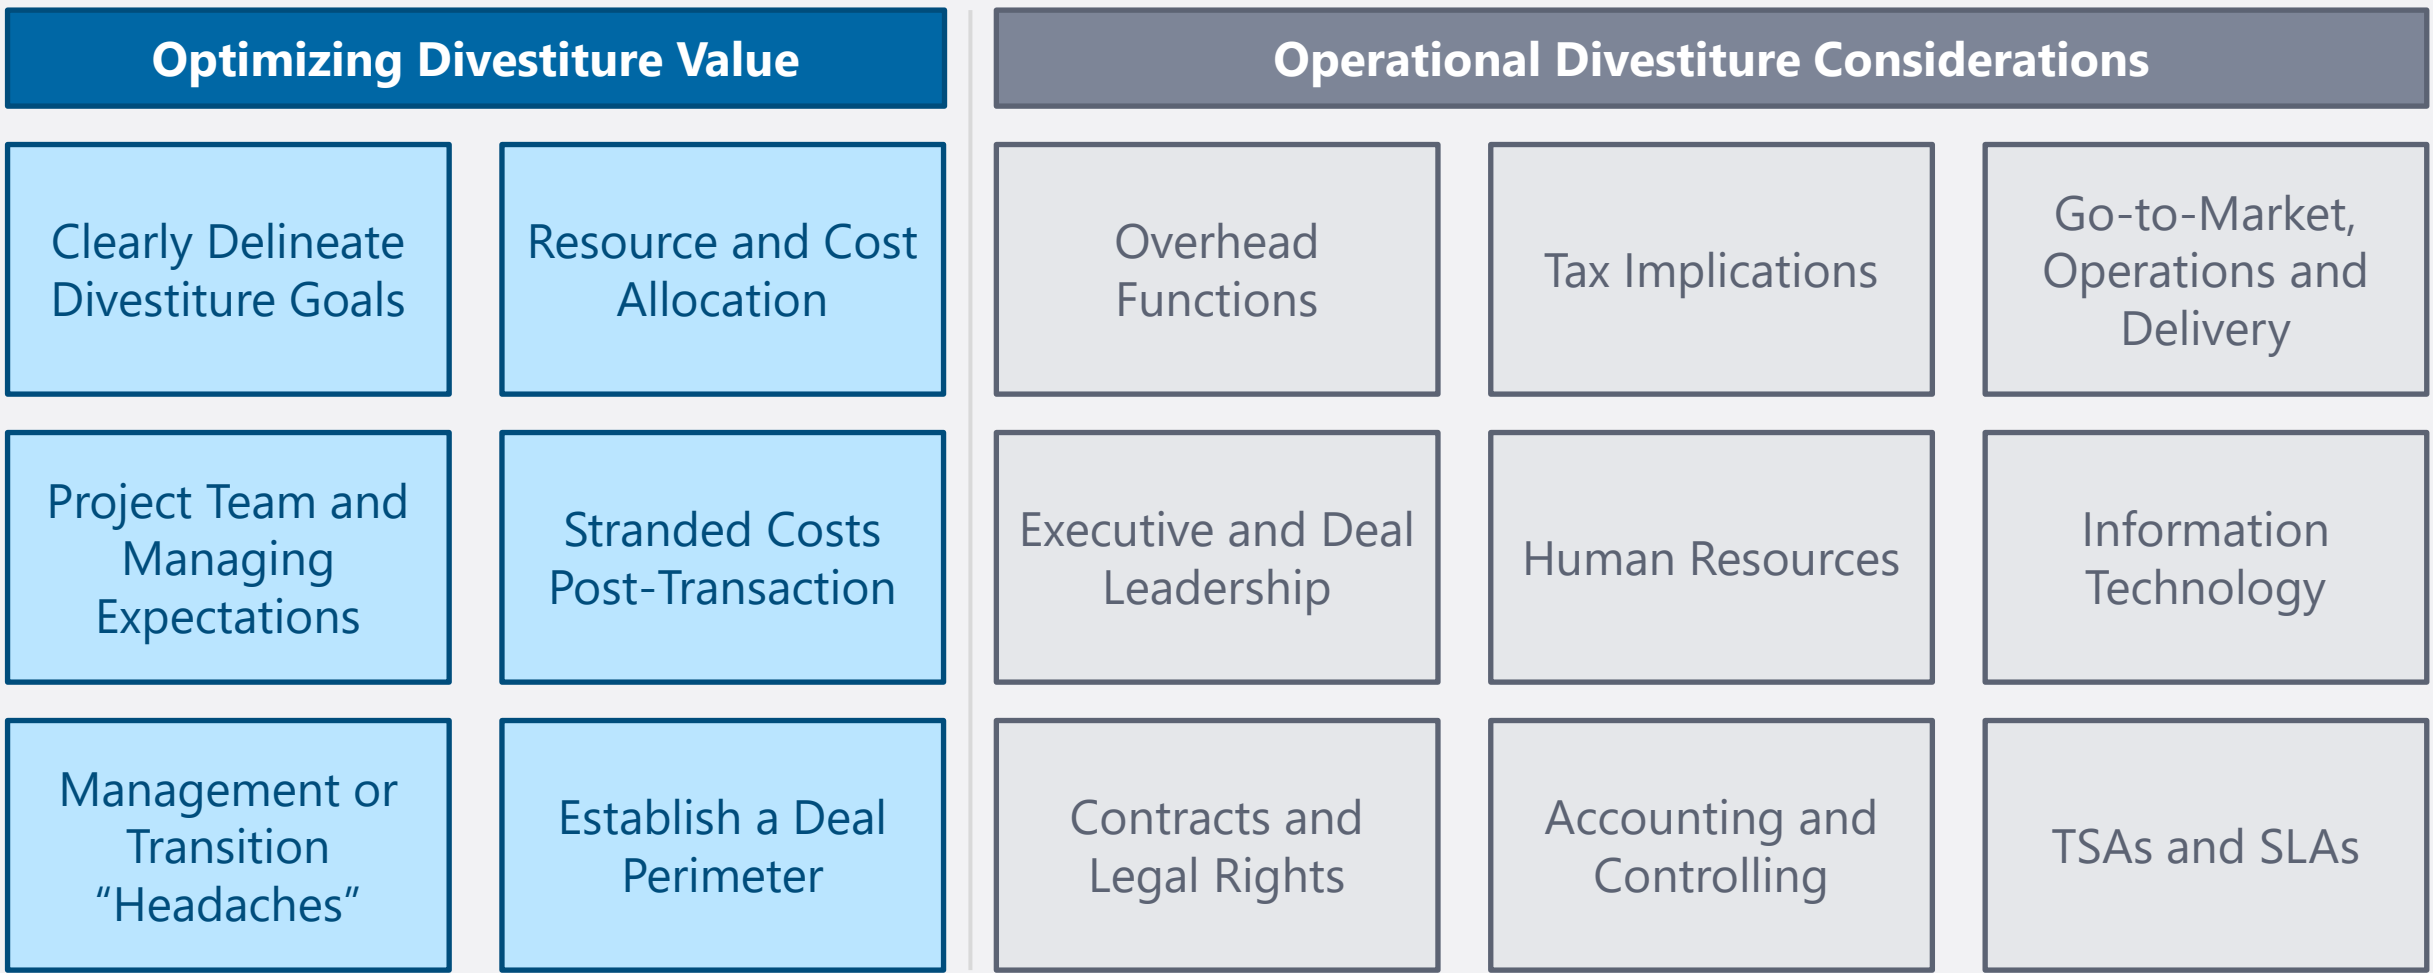 Optimizing Divestiture Value
Operational Divestiture Considerations
Clearly Delineate
Divestiture Goals
Resource and Cost
Allocation
Overhead
Functions
Tax Implications
Go-to-Market,
Operations and
Delivery
Project Team and
Managing
Expectations
Stranded Costs
Post-Transaction
Executive and Deal
Leadership
Human Resources
Information
Technology
Management or
Transition
“Headaches”
Establish a Deal
Perimeter
Contracts and
Legal Rights
Accounting and
Controlling
TSAs and SLAs